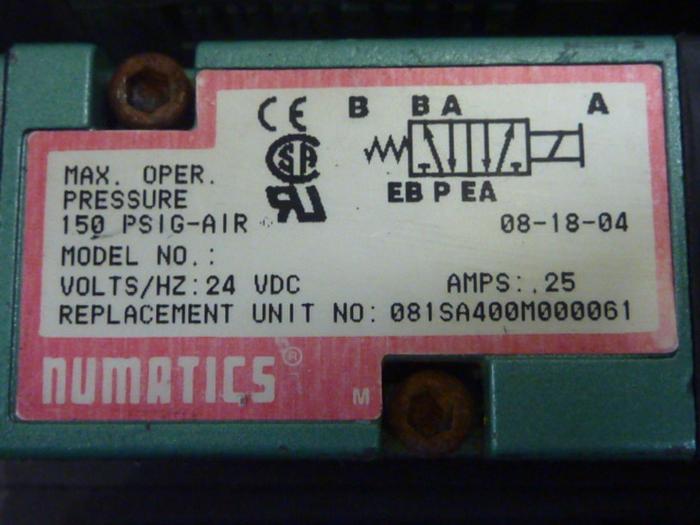 CE B B A A
SA
MAX. OPER.
PRESSURE
EB P EA
150 PSIG-AIR 08-18-04
MODEL NO.:
VOLTS/HZ:24 VDC AMPS:.25
REPLACEMENT UNIT NO: 081SA400M000061
numatics® M